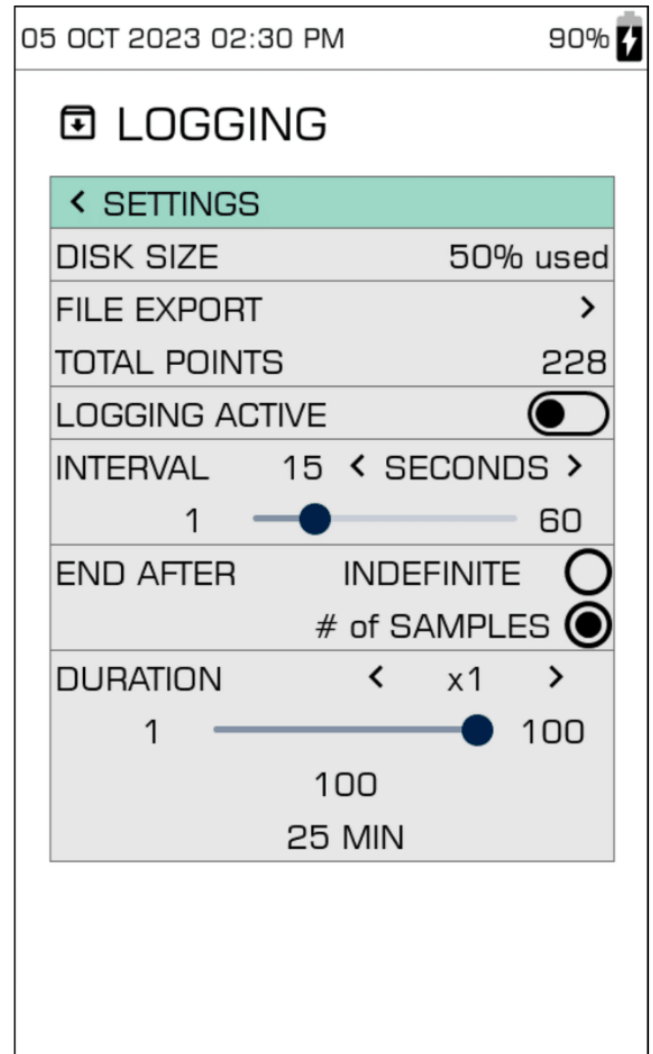 05 OCT 2023 02:30 PM 90%
LOGGING
< SETTINGS
DISK SIZE 50% used
FILE EXPORT >
TOTAL POINTS 228
LOGGING ACTIVE
INTERVAL 15 < SECONDS >
1 60
END AFTER INDEFINITE
# of SAMPLES
DURATION < x1 >
1 100
100
25 MIN